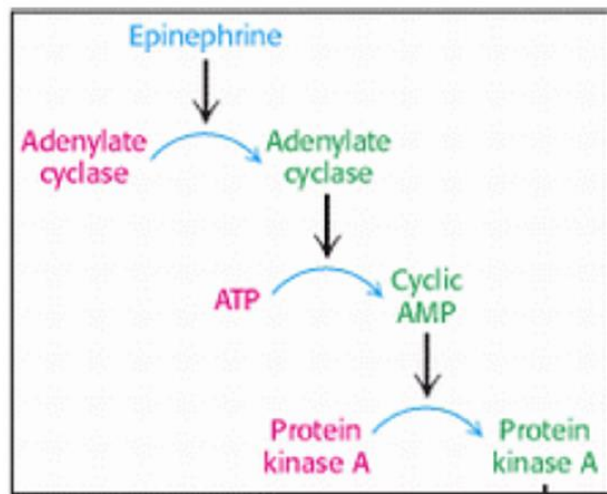 Epinephrine
Adenylate
cyclase
Adenylate
cyclase
ATP
Cyclic
AMP
Protein
kinase A
Protein
kinase A